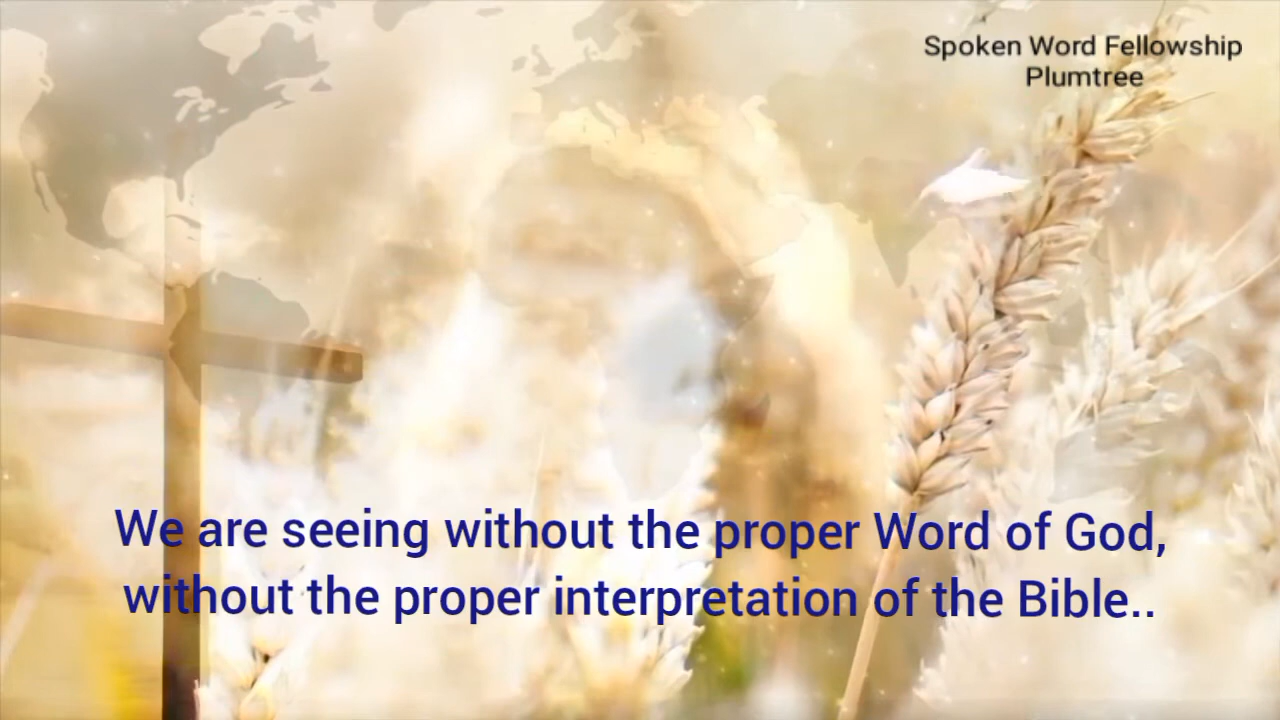 Spoken Word Fellowship
Plumtree
We are seeing without the proper Word of God,
without the proper interpretation of the Bible..